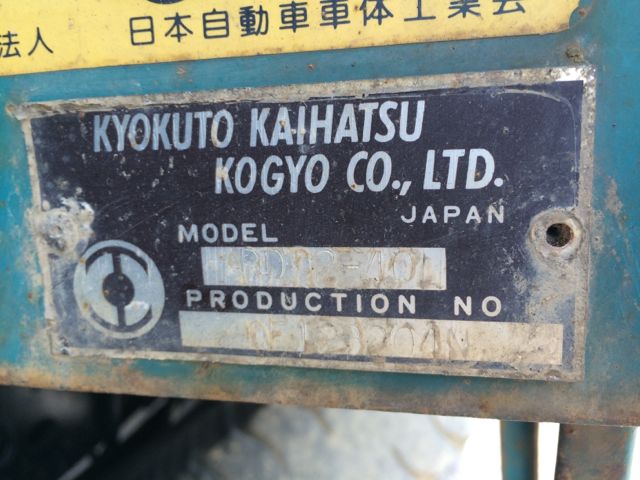 法人 日本自動車車体工業会
KYOKUTO KAIHATSU
KOGYO CO., LTD.
JAPAN
MODEL
PRODUCTION NO